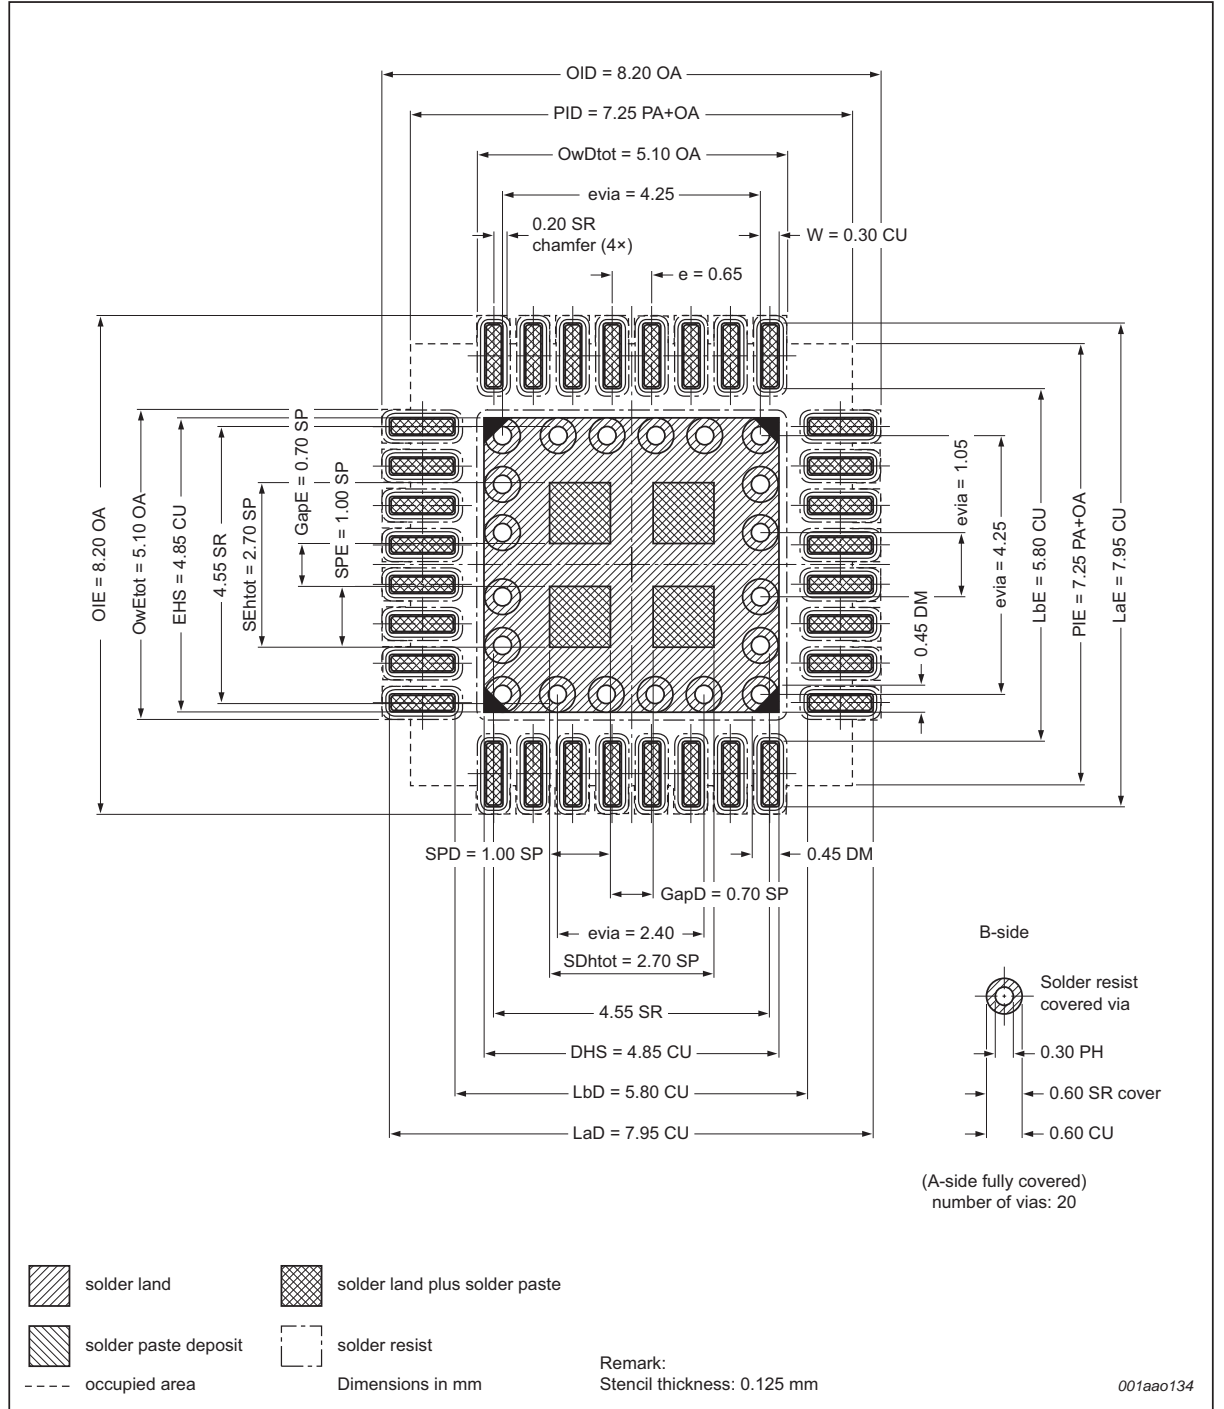 OID = 8.20 OA
PID = 7.25 PA+OA
OwDtot = 5.10 OA
evia = 4.25
0.20 SR
chamfer (4×)
W = 0.30 CU
e = 0.65
OIE = 8.20 OA
OwEtot = 5.10 OA
EHS = 4.85 CU
4.55 SR
SEhtot = 2.70 SP
GapE = 0.70 SP
SPE = 1.00 SP
evia = 1.05
0.45 DM
evia = 4.25
LbE = 5.80 CU
PIE = 7.25 PA+OA
LaE = 7.95 CU
SPD = 1.00 SP
0.45 DM
GapD = 0.70 SP
evia = 2.40
SDhtot = 2.70 SP
4.55 SR
DHS = 4.85 CU
LbD = 5.80 CU
LaD = 7.95 CU
B-side
Solder resist
covered via
0.30 PH
0.60 SR cover
0.60 CU
(A-side fully covered)
number of vias: 20
solder land
solder land plus solder paste
solder paste deposit
solder resist
occupied area
Dimensions in mm
Remark:
Stencil thickness: 0.125 mm
001aao134